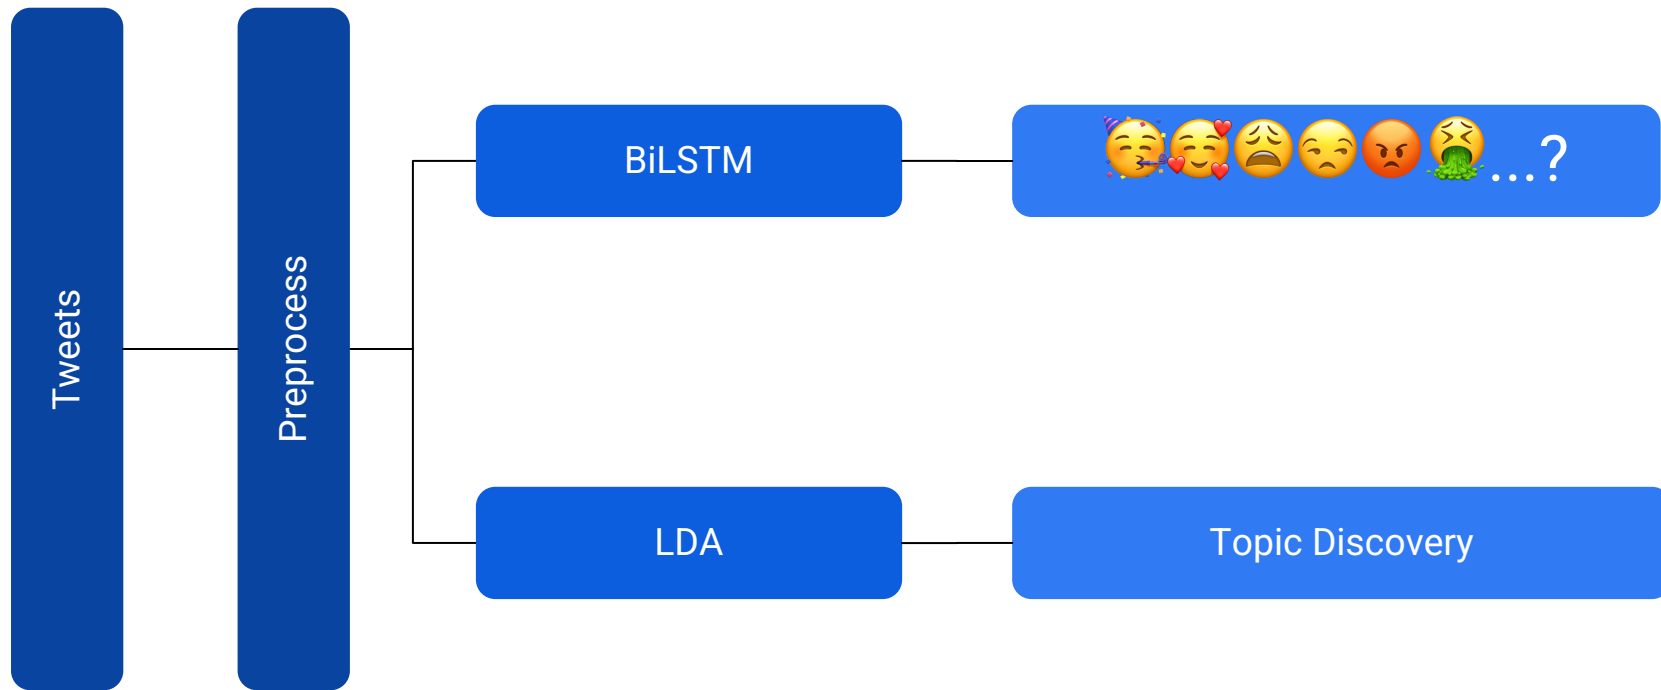 Tweets
Preprocess
BiLSTM
🥳🥰😩😒😡🤮...?
LDA
Topic Discovery